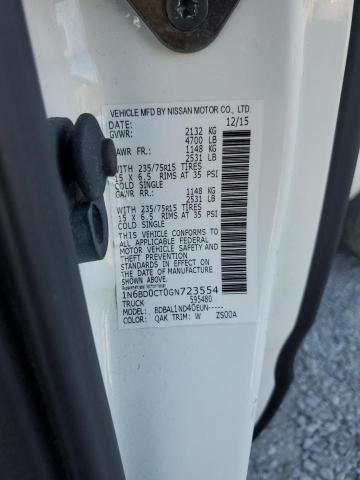 VEHICLE MFD BY NISSAN MOTOR CO., LTD.
DATE: 12/15
GVWR: 2132 KG
4700 LB
GAWR FR.: 1148 KG
2531 LB
WITH 235/75R15 TIRES
15 X 6.5 RIMS AT 35 PSI
COLD SINGLE
GAWR RR.: 1148 KG
2531 LB
WITH 235/75R15 TIRES
15 X 6.5 RIMS AT 35 PSI
COLD SINGLE
THIS VEHICLE CONFORMS TO
ALL APPLICABLE FEDERAL
MOTOR VEHICLE SAFETY AND
THEFT PREVENTION
STANDARDS IN EFFECT ON
THE DATE OF MANUFACTURE
SHOWN ABOVE.
1N6BD0CT0GN723554
TRUCK 595480
MODEL: BDBAL1ND40EUN-----
COLOR: QAK TRIM: W ZS00A